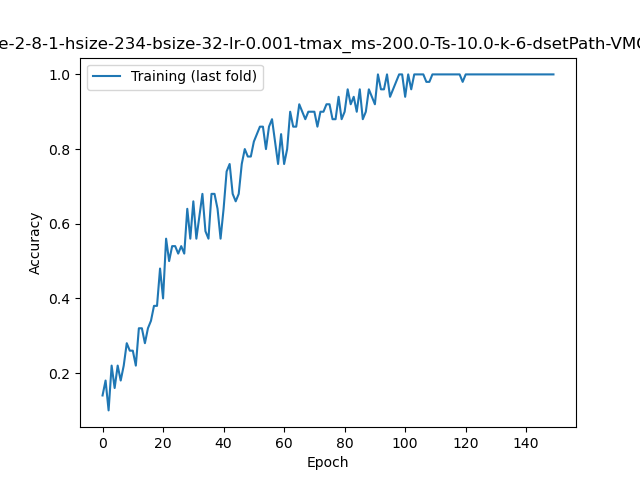 e-2-8-1-hsize-234-bsize-32-lr-0.001-tmax_ms-200.0-Ts-10.0-k-6-dsetPath-VMC
Training (last fold)
1.0
0.8
0.6
0.4
0.2
Accuracy
0 20 40 60 80 100 120 140
Epoch